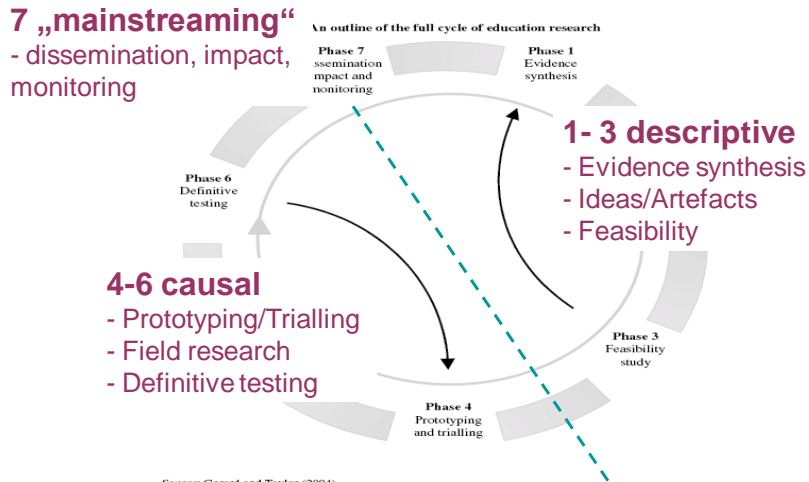 7 „mainstreaming“
- dissemination, impact,
monitoring
An outline of the full cycle of education research
Phase 7
ssemination
mpact and
monitoring
Phase 1
Evidence
synthesis
1- 3 descriptive
- Evidence synthesis
- Ideas/Artefacts
- Feasibility
Phase 6
Definitive
testing
4-6 causal
- Prototyping/Trialling
- Field research
- Definitive testing
Phase 3
Feasibility
study
Phase 4
Prototyping
and trialling